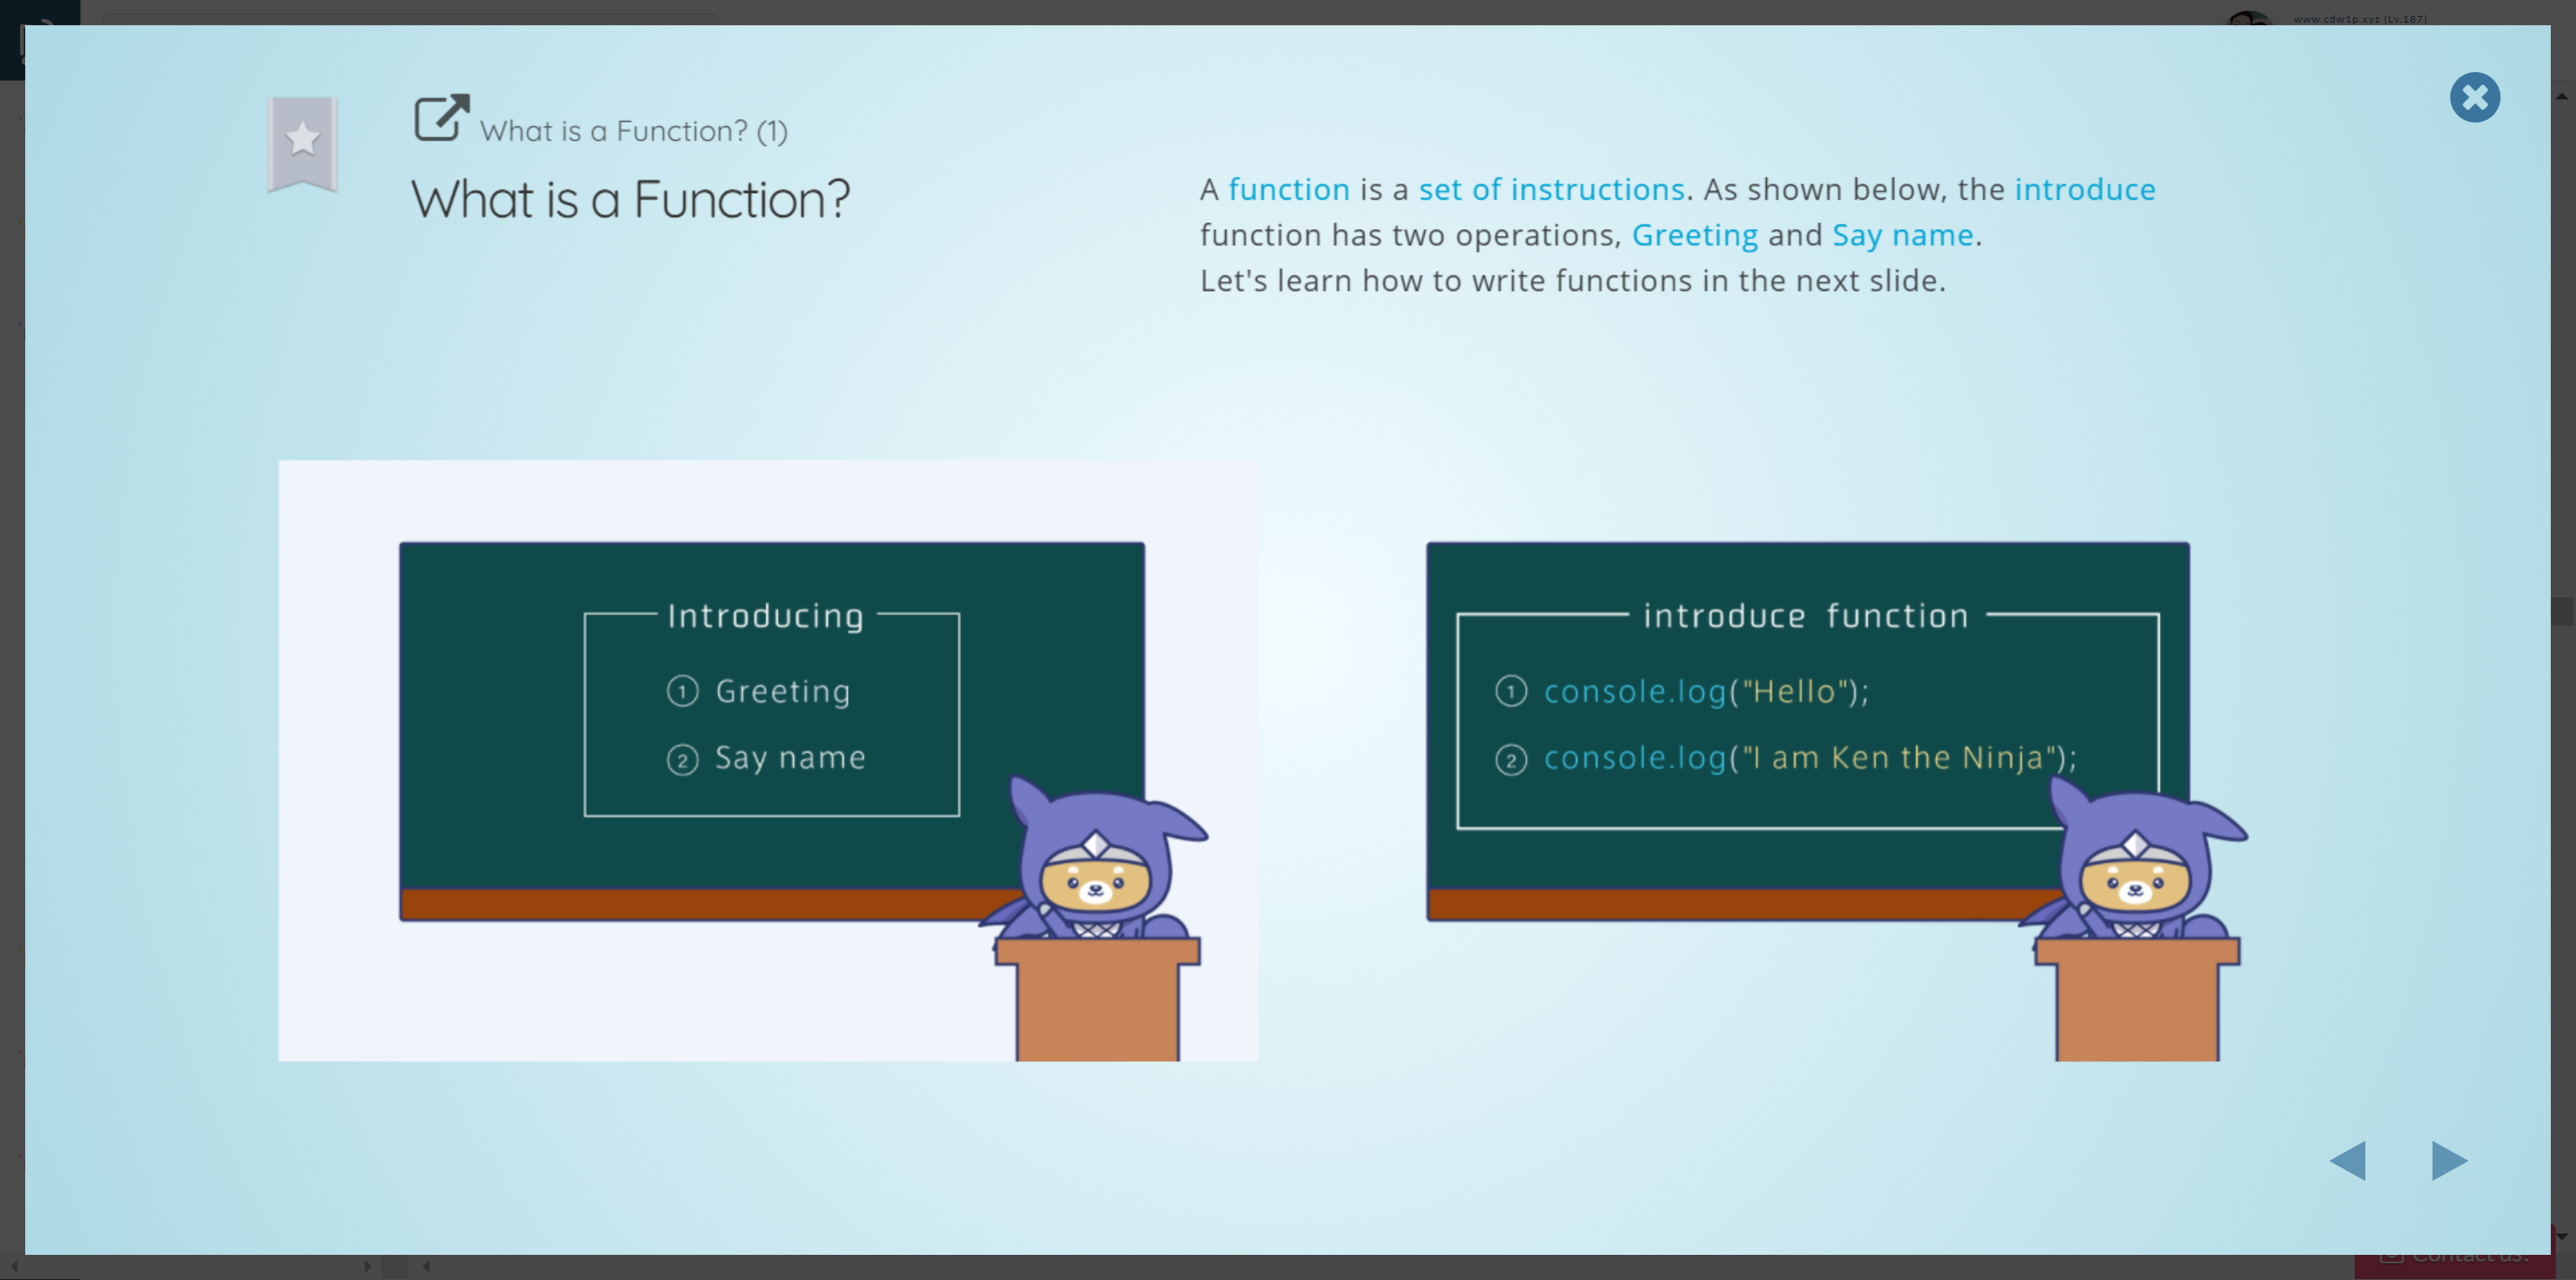 www.cdw1p.xyz (Lv.187)
What is a Function? (1)
What is a Function?
A function is a set of instructions. As shown below, the introduce
function has two operations, Greeting and Say name.
Let's learn how to write functions in the next slide.
Introducing
1 Greeting
2 Say name
introduce function
1 console.log("Hello");
2 console.log("I am Ken the Ninja");
Contact us!